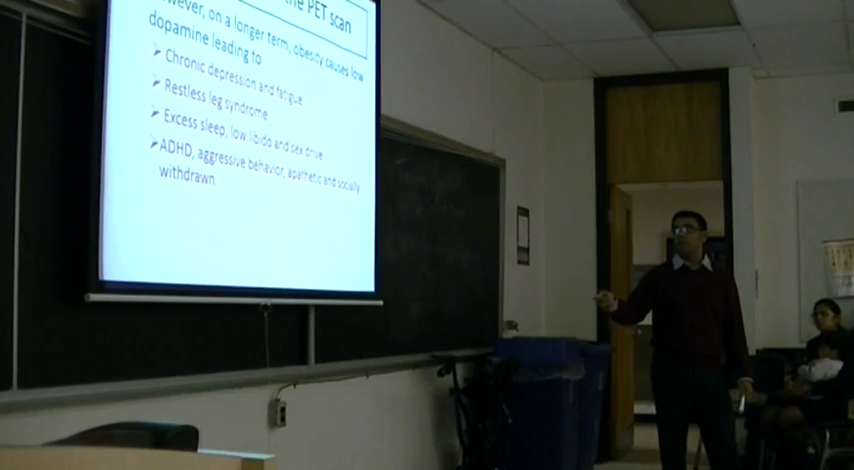 the PET scan
wever, on a longer term, obesity causes low
dopamine leading to
➢ Chronic depression and fatigue
➢ Restless leg syndrome
➢ Excess sleep, low libido and sex drive
➢ ADHD, aggressive behavior, apathetic and socially
withdrawn